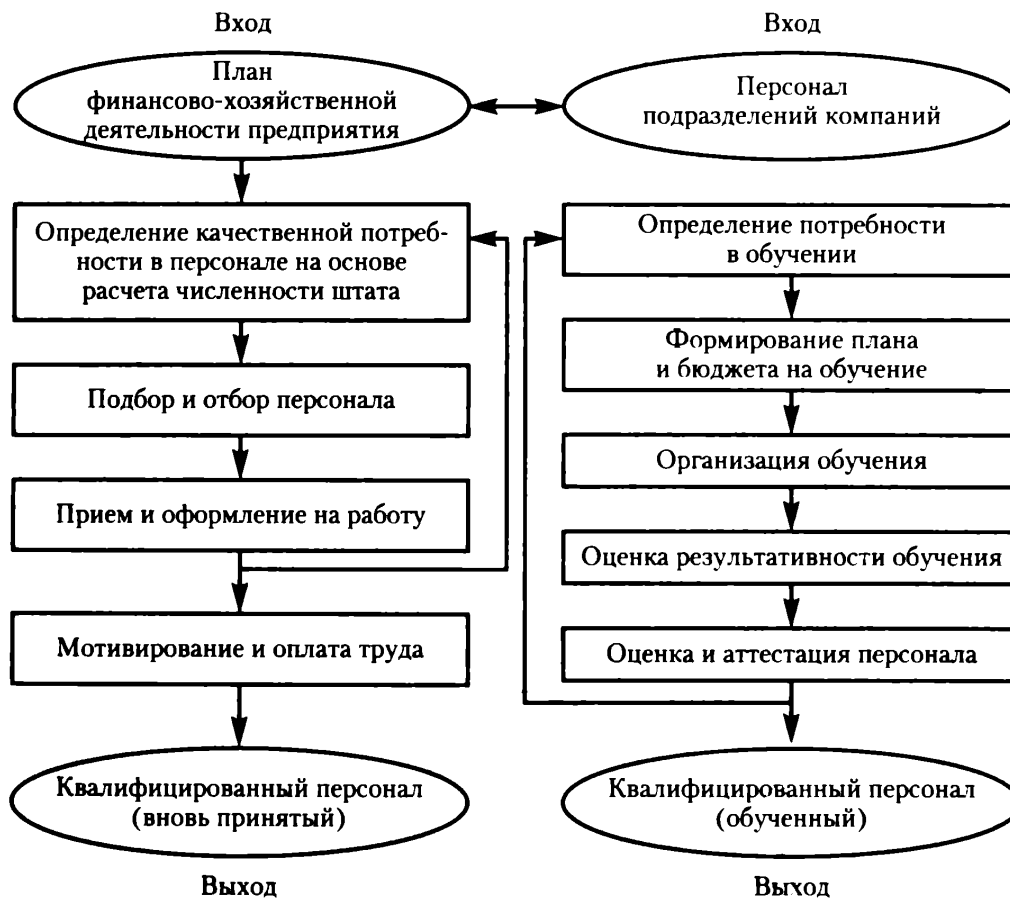 Вход
План
финансово-хозяйственной
деятельности предприятия
Определение качественной потреб-
ности в персонале на основе
расчета численности штата
Подбор и отбор персонала
Прием и оформление на работу
Мотивирование и оплата труда
Квалифицированный персонал
(вновь принятый)
Выход
Вход
Персонал
подразделений компаний
Определение потребности
в обучении
Формирование плана
и бюджета на обучение
Организация обучения
Оценка результативности обучения
Оценка и аттестация персонала
Квалифицированный персонал
(обученный)
Выход